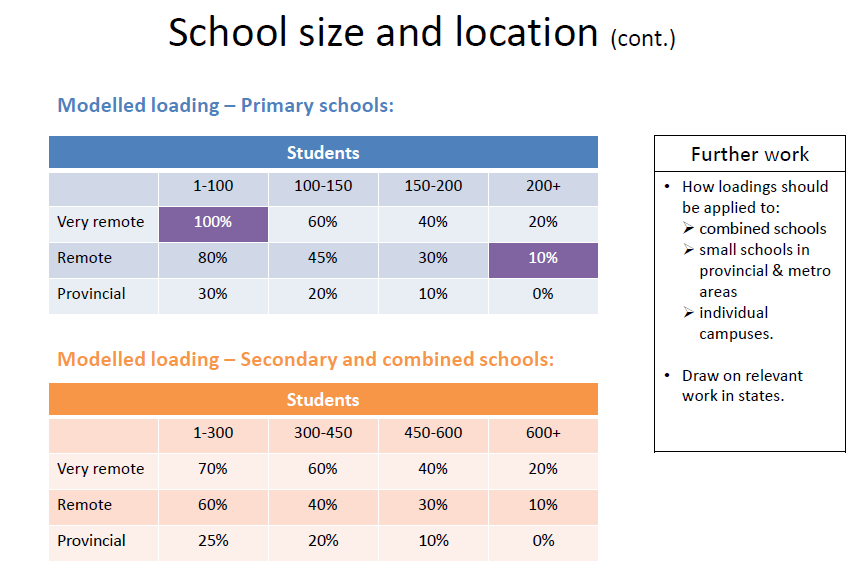 School size and location (cont.)
Modelled loading – Primary schools:
Students
1-100 100-150 150-200 200+
Very remote 100% 60% 40% 20%
Remote 80% 45% 30% 10%
Provincial 30% 20% 10% 0%
Modelled loading – Secondary and combined schools:
Students
1-300 300-450 450-600 600+
Very remote 70% 60% 40% 20%
Remote 60% 40% 30% 10%
Provincial 25% 20% 10% 0%
Further work
• How loadings should
be applied to:
➢ combined schools
➢ small schools in
provincial & metro
areas
➢ individual
campuses.
• Draw on relevant
work in states.